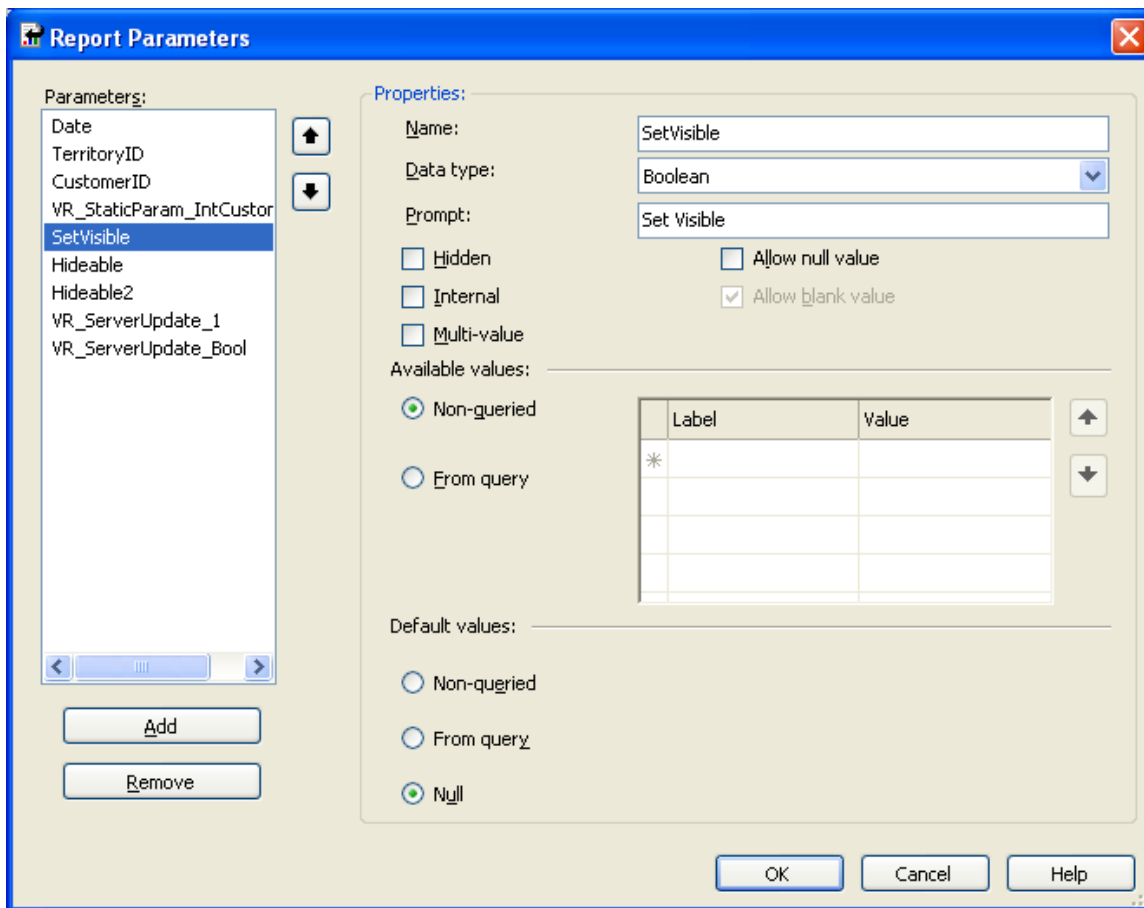 Report Parameters
Parameters:
Date
TerritoryID
CustomerID
VR_StaticParam_IntCustor
SetVisible
Hideable
Hideable2
VR_ServerUpdate_1
VR_ServerUpdate_Bool
Add
Remove
Properties:
Name: SetVisible
Data type: Boolean
Prompt: Set Visible
Hidden Allow null value
Internal Allow blank value
Multi-value
Available values:
Non-queried
Label Value
From query
Default values:
Non-queried
From query
Null
OK Cancel Help